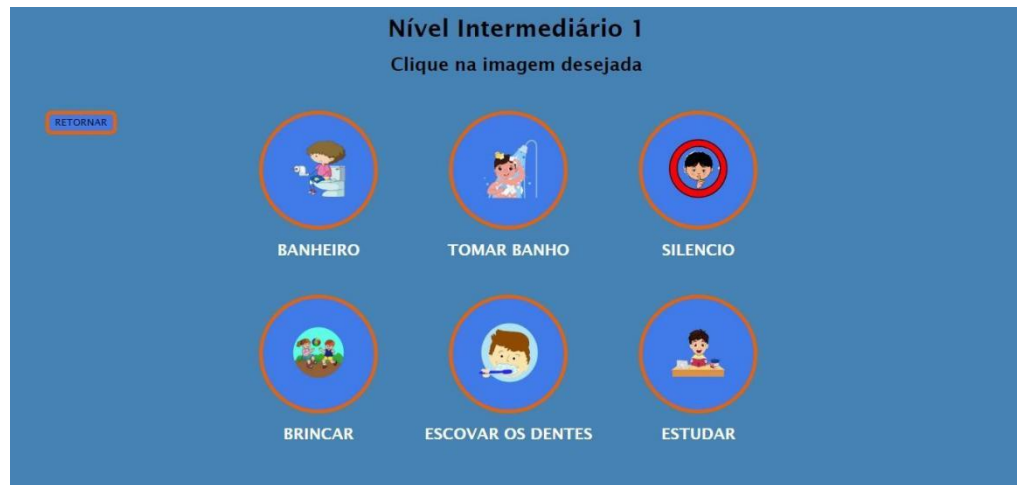 Nível Intermediário 1
Clique na imagem desejada
RETORNAR
BANHEIRO
TOMAR BANHO
SILENCIO
BRINCAR
ESCOVAR OS DENTES
ESTUDAR